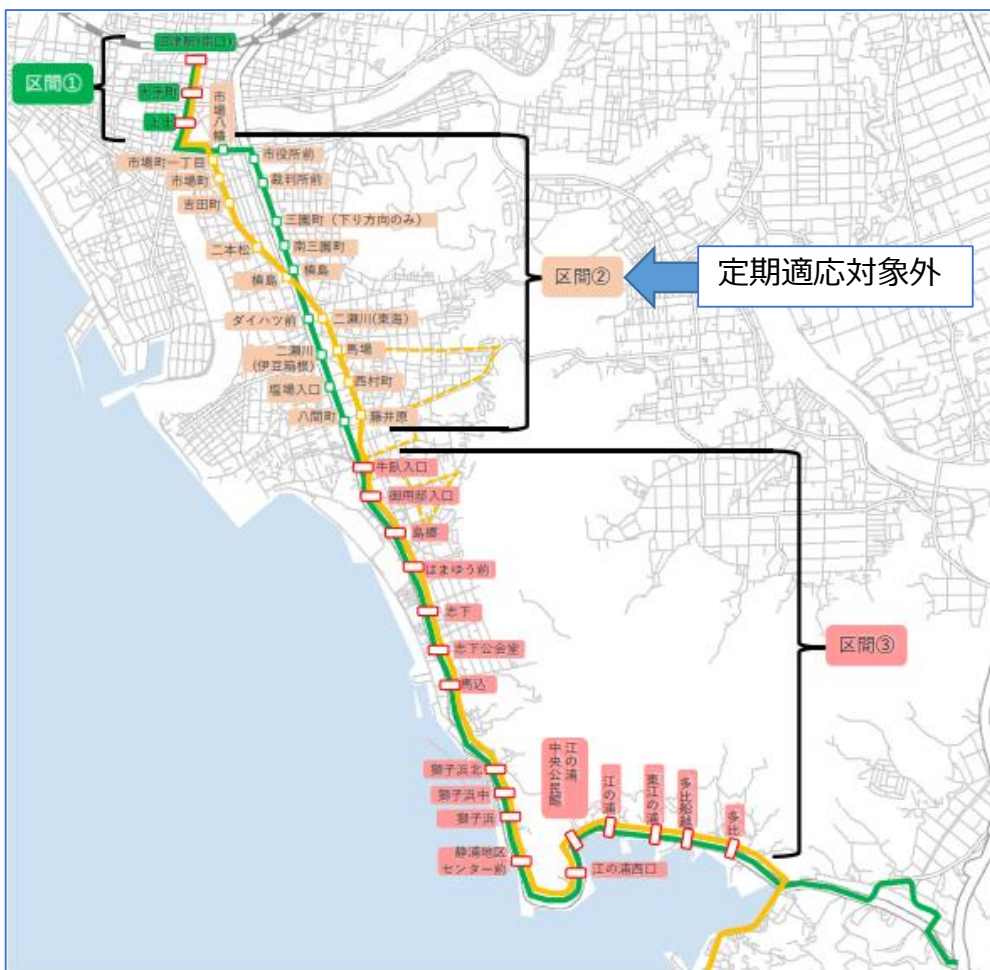 沼津駅(南口)
区間①
大手町
上土
市場八幡
市場町一丁目
市役所前
市場町
裁判所前
吉田町
三園町（下り方向のみ）
二本松
南三園町
槙島
槙島
区間②
定期適応対象外
ダイハツ前
二瀬川(東海)
二瀬川
(伊豆箱根)
馬場
塩場入口
西村町
八間町
藤井原
牛臥入口
御用邸入口
島郷
はまゆう前
志下
志下公会堂
馬込
区間③
獅子浜北
獅子浜中
獅子浜
静浦地区
センター前
江の浦
中央公民館
江の浦
東江の浦
多比船越
多比
江の浦西口